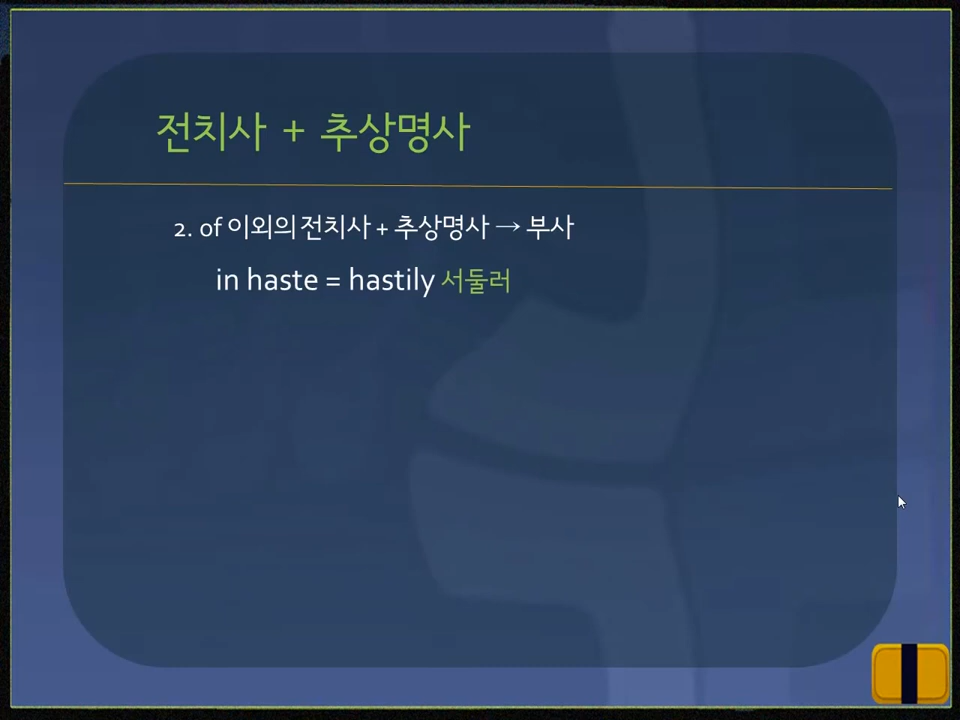 전치사 + 추상명사
2. of 이외의 전치사 + 추상명사 → 부사
in haste = hastily 서둘러